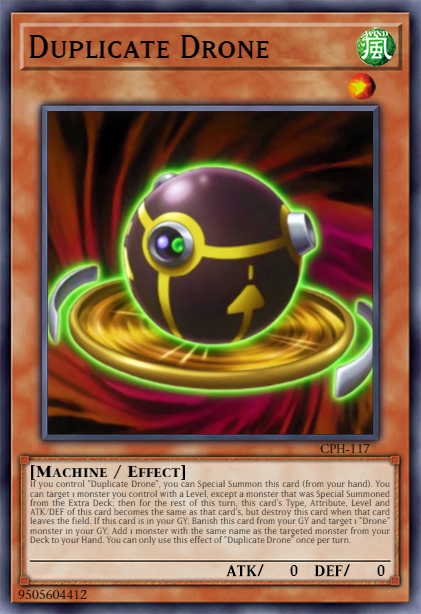 DUPLICATE DRONE
WIND
風
CPH-117
[MACHINE / EFFECT]
If you control "Duplicate Drone", you can Special Summon this card (from your hand). You
can target 1 monster you control with a Level, except a monster that was Special Summoned
from the Extra Deck; then for the rest of this turn, this card's Type, Attribute, Level and
ATK/DEF of this card becomes the same as that card's, but destroy this card when that card
leaves the field. If this card is in your GY: Banish this card from your GY and target 1 "Drone"
monster in your GY; Add 1 monster with the same name as the targeted monster from your
Deck to your Hand. You can only use this effect of "Duplicate Drone" once per turn.
ATK/ 0 DEF/ 0
9505604412